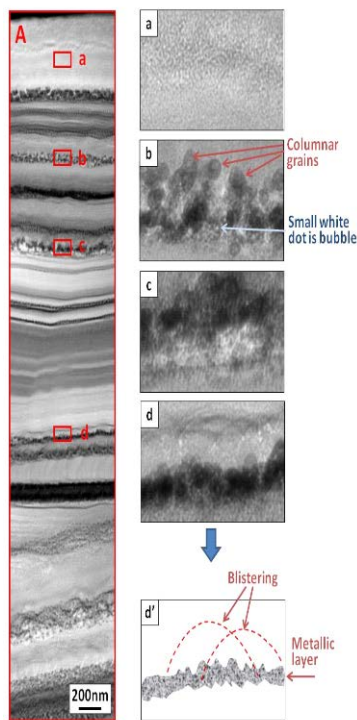 A
a
b
c
d
200nm
a
b
Columnar
grains
Small white
dot is bubble
c
d
d'
Blistering
Metallic
layer